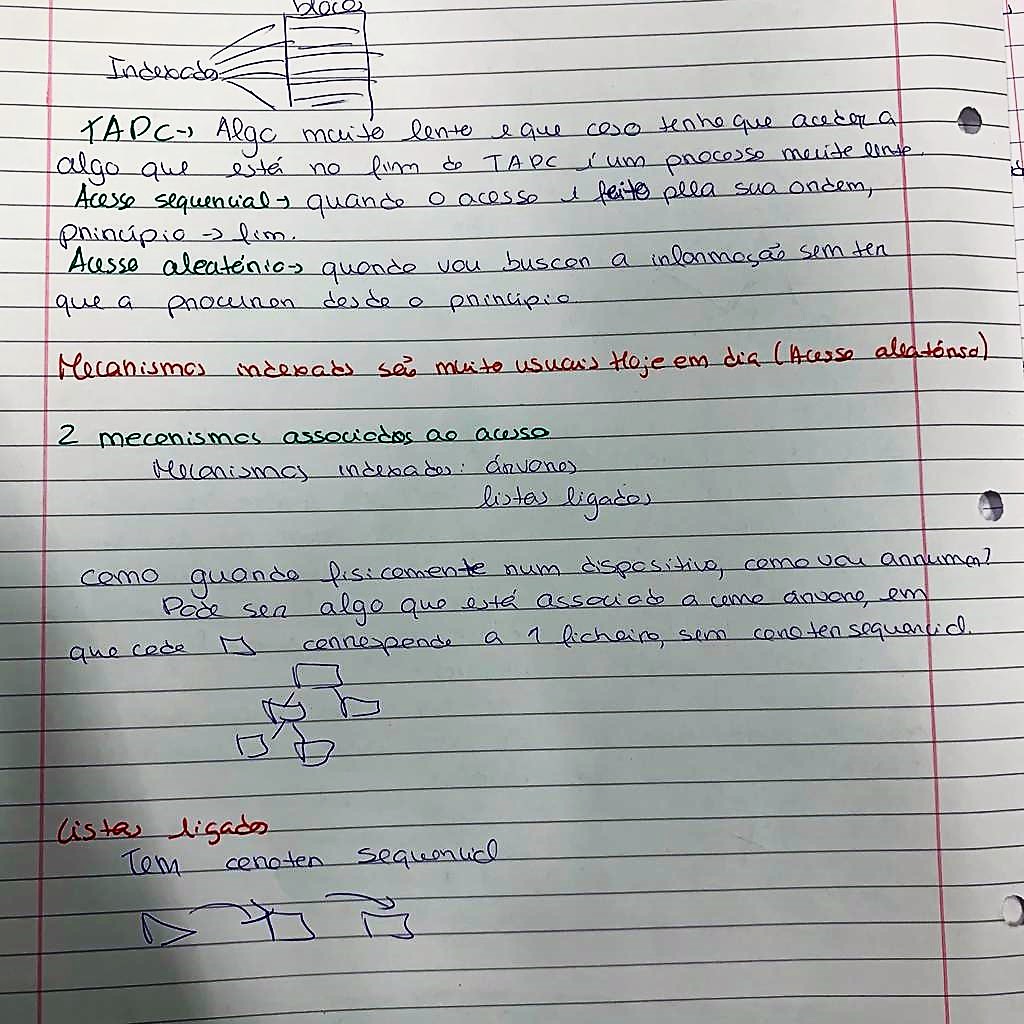 blocos
Indexado
TAPC → Algo muito lento e que caso tenho que aceder a
algo que está no fim do TAPC é um processo muito lento.
Acesso sequencial → quando o acesso é feito pela sua ordem,
princípio → fim.
Acesso aleatório → quando vou buscar a informação sem ter
que a procurar desde o princípio
Mecanismos indexados são muito usuais Hoje em dia (Acesso aleatório)
2 mecanismos associados ao acesso
Mecanismos indexados: árvores
listas ligadas
como guardo fisicamente num dispositivo, como vou arrumar?
Pode ser algo que está associado a como árvore, em
que cada corresponde a 1 ficheiro, sem carater sequencial.
Listas ligadas
Tem carater sequencial